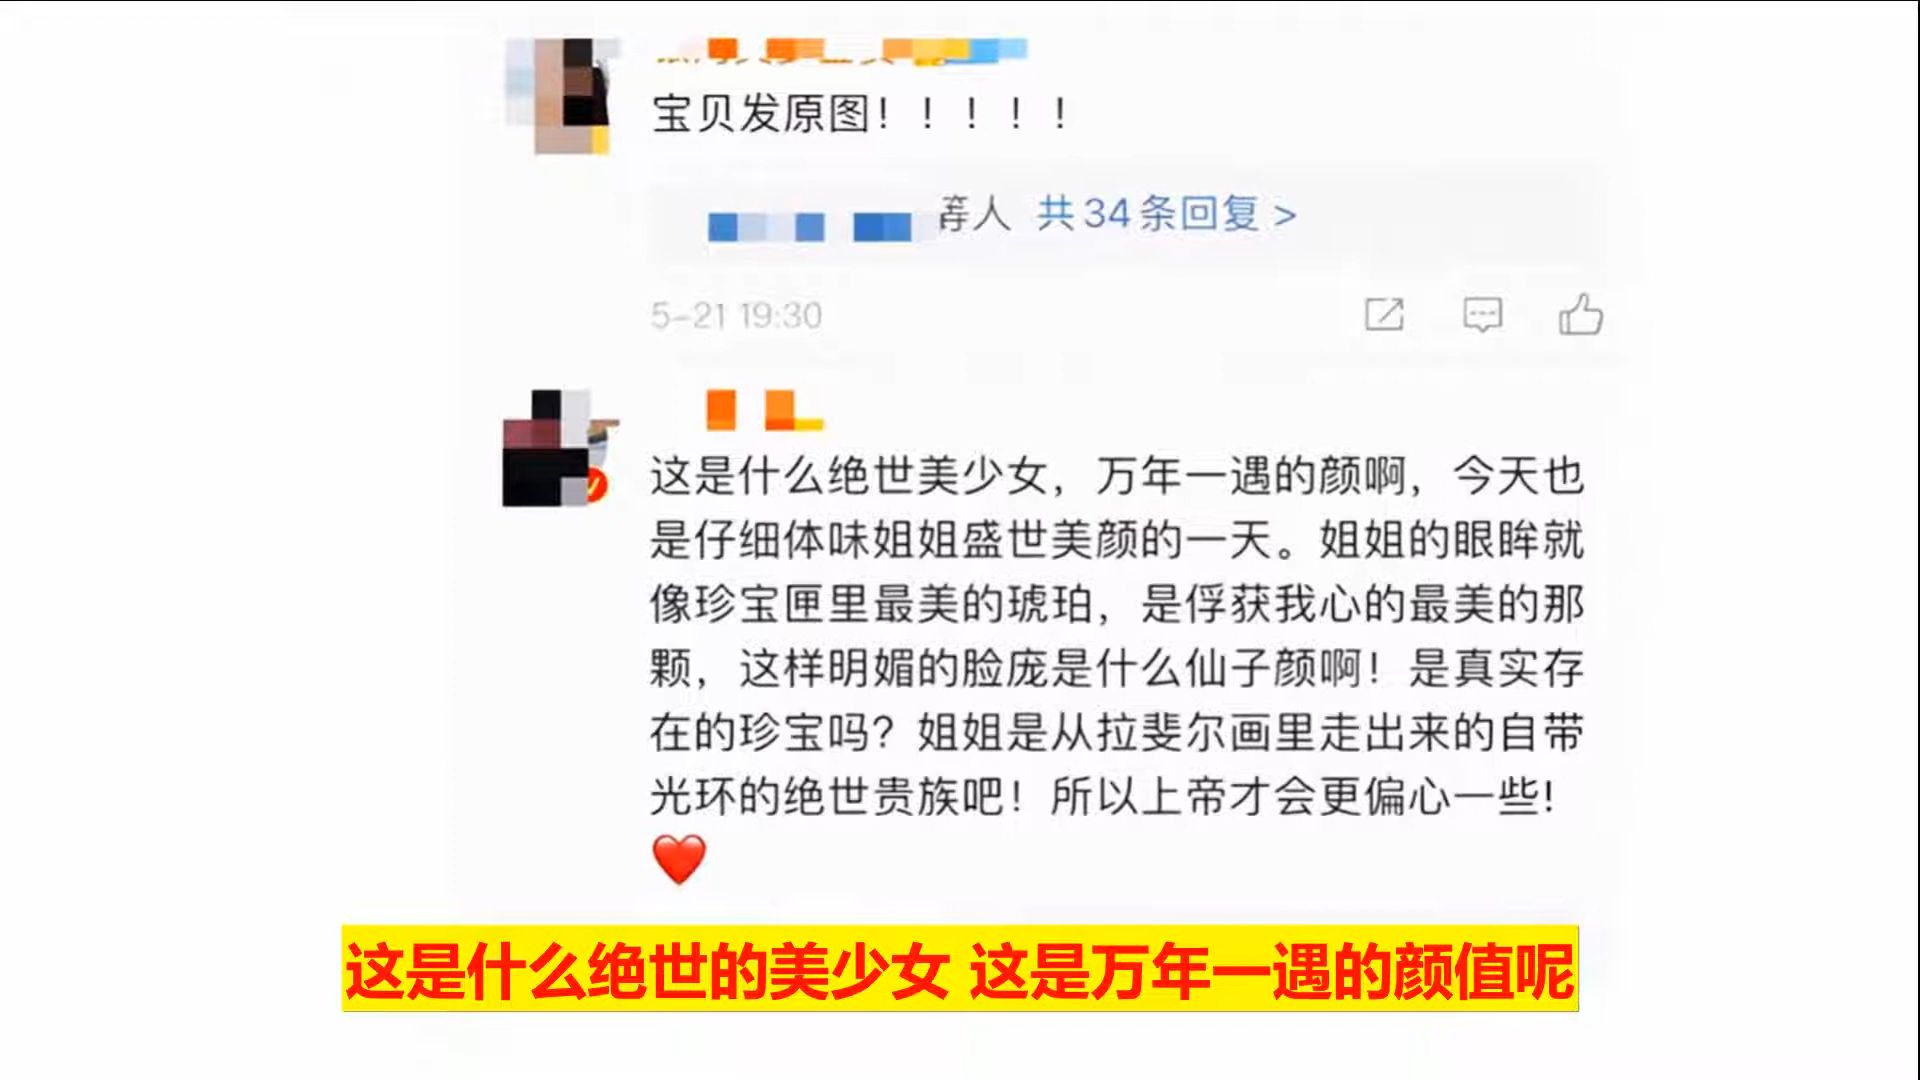 宝贝发原图！！！！！
等人 共34条回复 >
5-21 19:30
这是什么绝世美少女，万年一遇的颜啊，今天也
是仔细体味姐姐盛世美颜的一天。姐姐的眼眸就
像珍宝匣里最美的琥珀，是俘获我心的最美的那
颗，这样明媚的脸庞是什么仙子颜啊！是真实存
在的珍宝吗？姐姐是从拉斐尔画里走出来的自带
光环的绝世贵族吧！所以上帝才会更偏心一些!
❤️
这是什么绝世的美少女 这是万年一遇的颜值呢